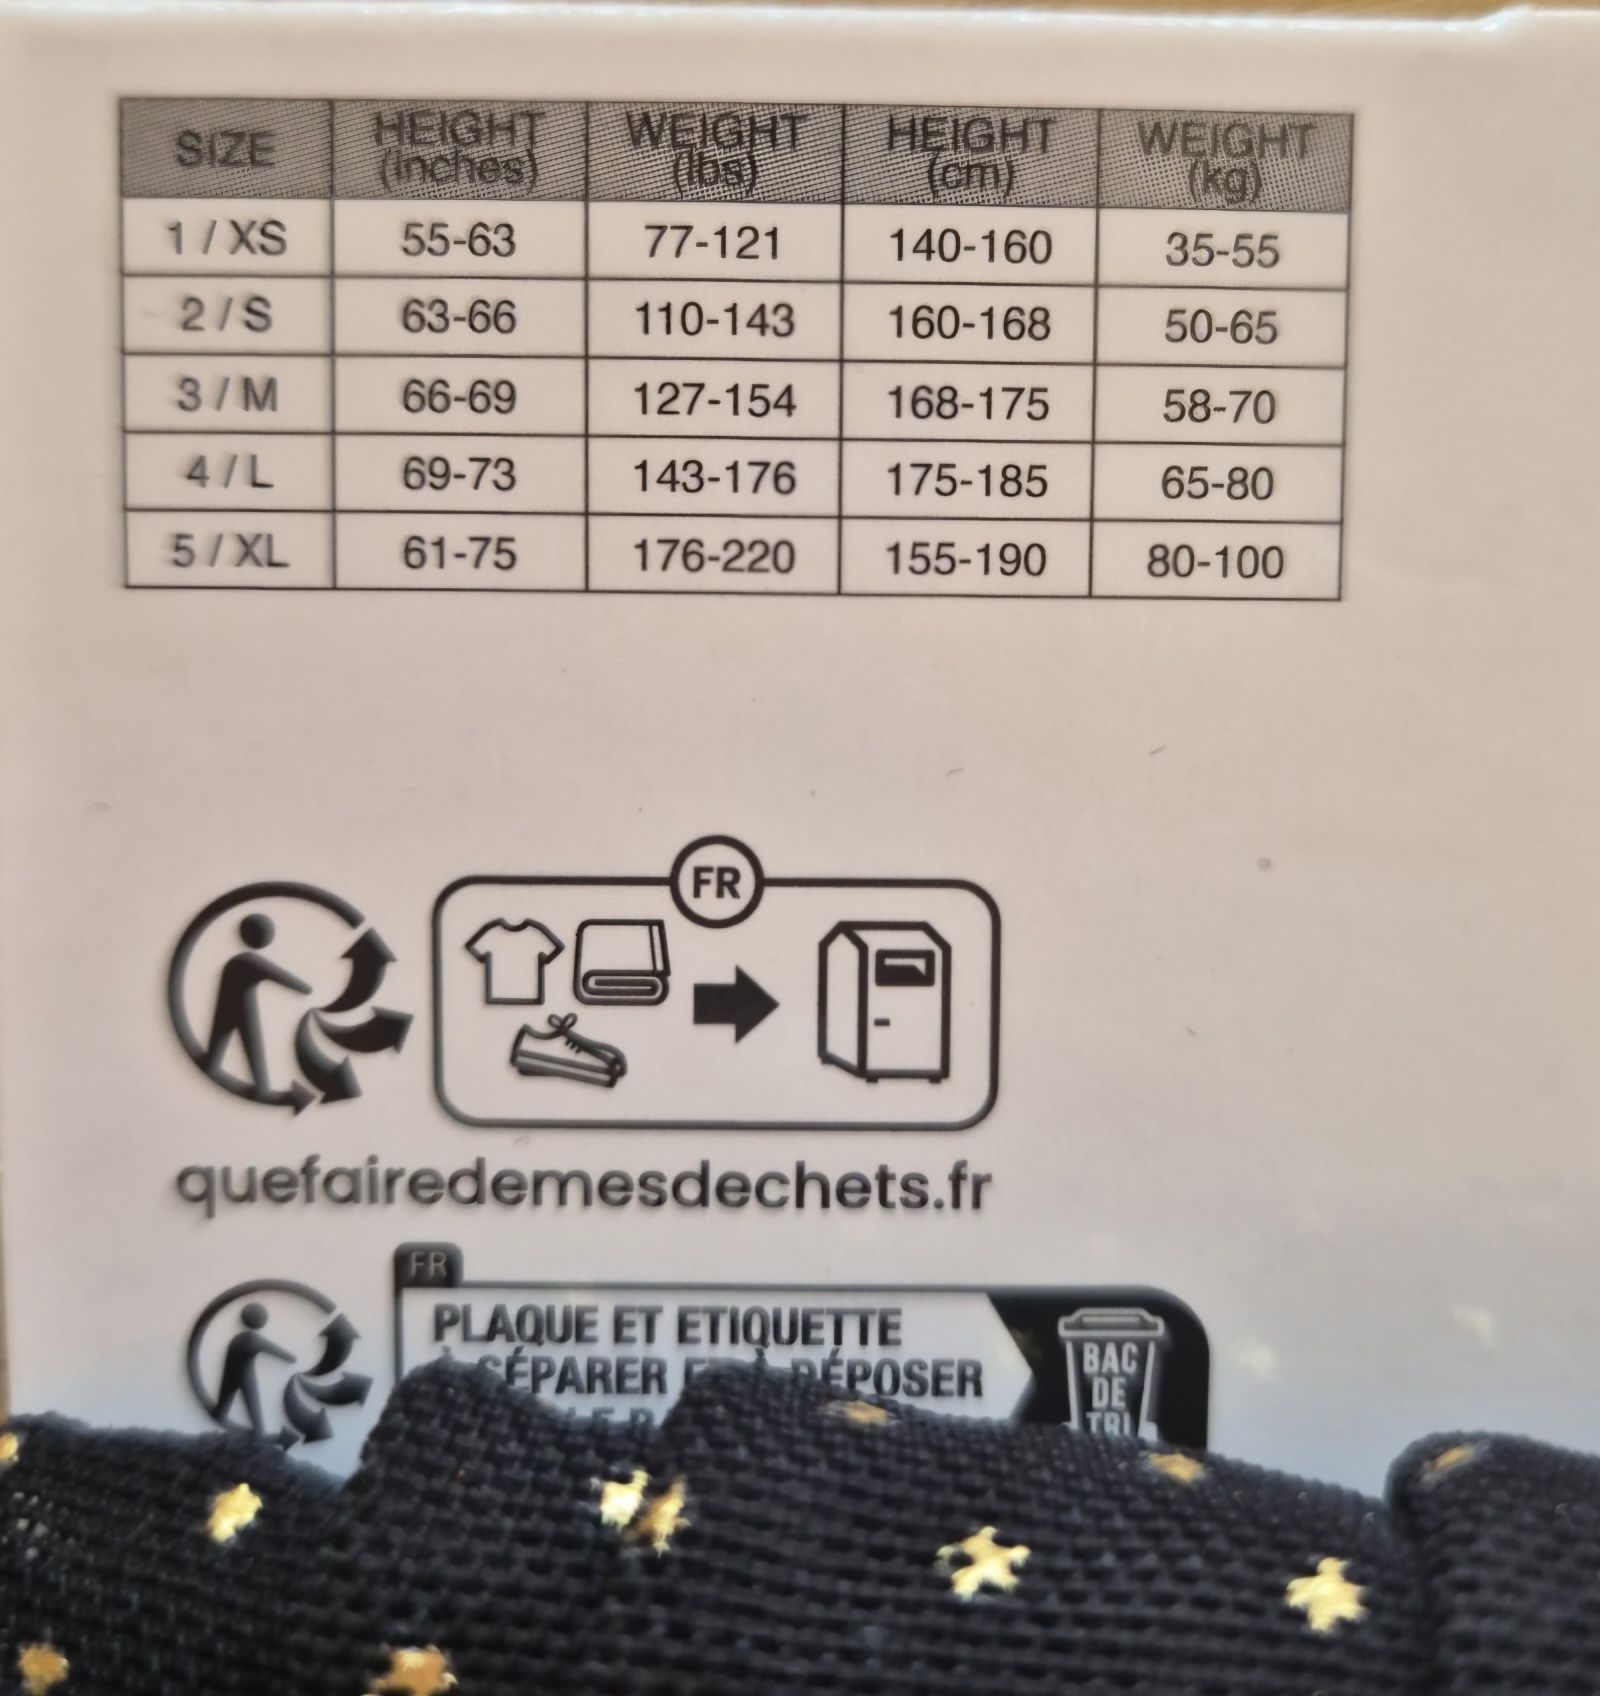 SIZE HEIGHT (inches) WEIGHT (lbs) HEIGHT (cm) WEIGHT (kg)
1 / XS 55-63 77-121 140-160 35-55
2 / S 63-66 110-143 160-168 50-65
3 / M 66-69 127-154 168-175 58-70
4 / L 69-73 143-176 175-185 65-80
5 / XL 61-75 176-220 155-190 80-100
FR
quefairedemesdechets.fr
FR
PLAQUE ET ETIQUETTE
À SÉPARER ET À DÉPOSER
BAC
DE
TRI